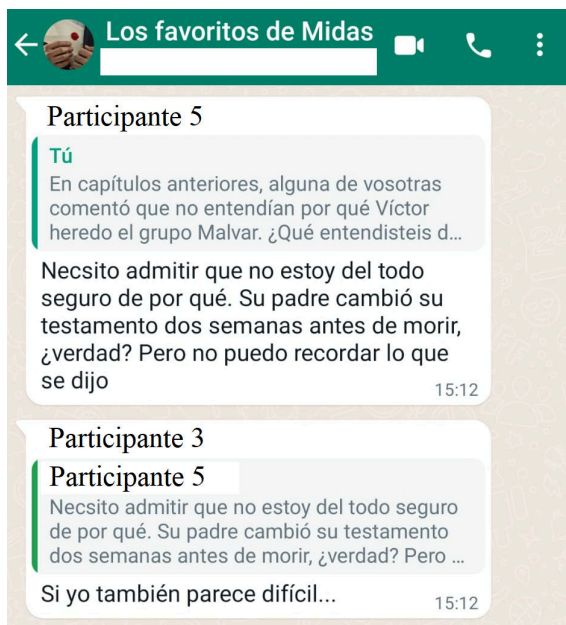 Los favoritos de Midas
Participante 5
Tú
En capítulos anteriores, alguna de vosotras
comentó que no entendían por qué Víctor
heredo el grupo Malvar. ¿Qué entendisteis d...
Necsito admitir que no estoy del todo
seguro de por qué. Su padre cambió su
testamento dos semanas antes de morir,
¿verdad? Pero no puedo recordar lo que
se dijo
15:12
Participante 3
Participante 5
Necsito admitir que no estoy del todo seguro
de por qué. Su padre cambió su testamento
dos semanas antes de morir, ¿verdad? Pero ...
Si yo también parece difícil...
15:12